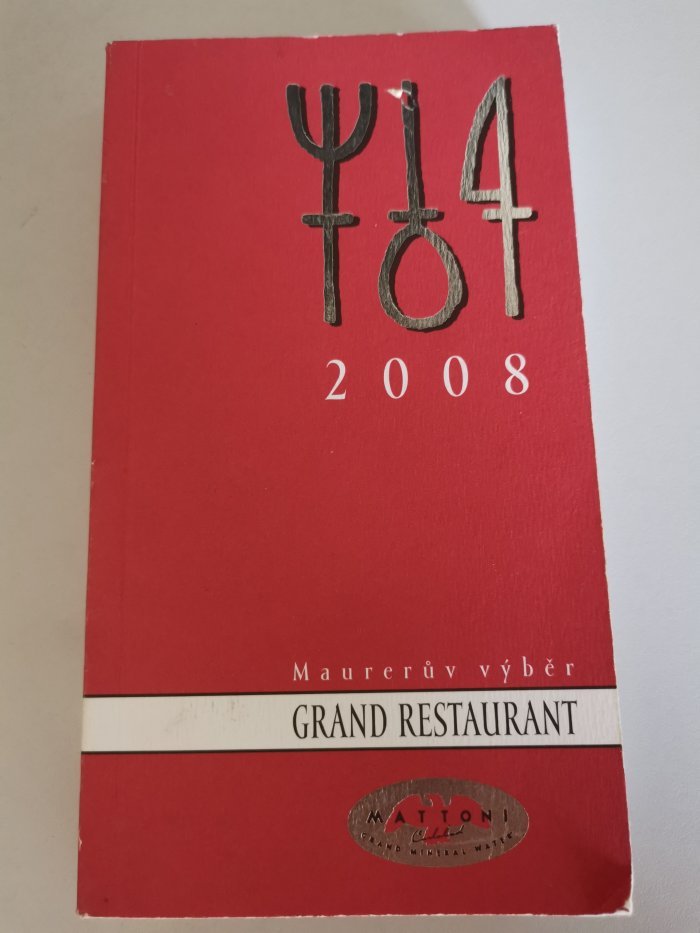 2008
Maurerův výběr
GRAND RESTAURANT
MATTONI
GRAND MINERAL WATER